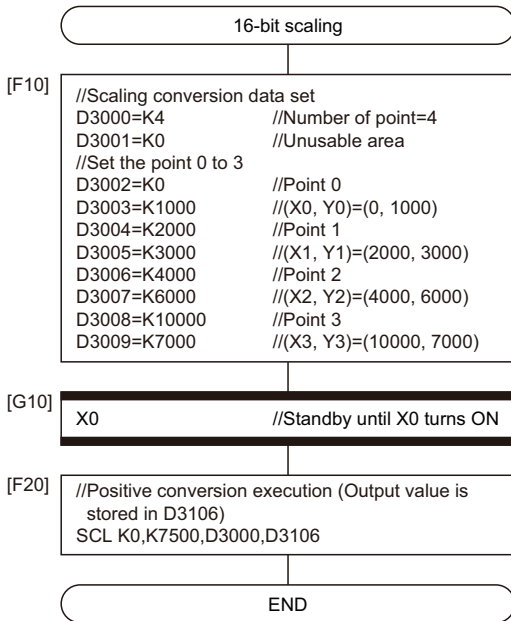 16-bit scaling
[F10]
//Scaling conversion data set
D3000=K4 //Number of point=4
D3001=K0 //Unusable area
//Set the point 0 to 3
D3002=K0 //Point 0
D3003=K1000 //(X0, Y0)=(0, 1000)
D3004=K2000 //Point 1
D3005=K3000 //(X1, Y1)=(2000, 3000)
D3006=K4000 //Point 2
D3007=K6000 //(X2, Y2)=(4000, 6000)
D3008=K10000 //Point 3
D3009=K7000 //(X3, Y3)=(10000, 7000)
[G10]
X0 //Standby until X0 turns ON
[F20]
//Positive conversion execution (Output value is
stored in D3106)
SCL K0,K7500,D3000,D3106
END